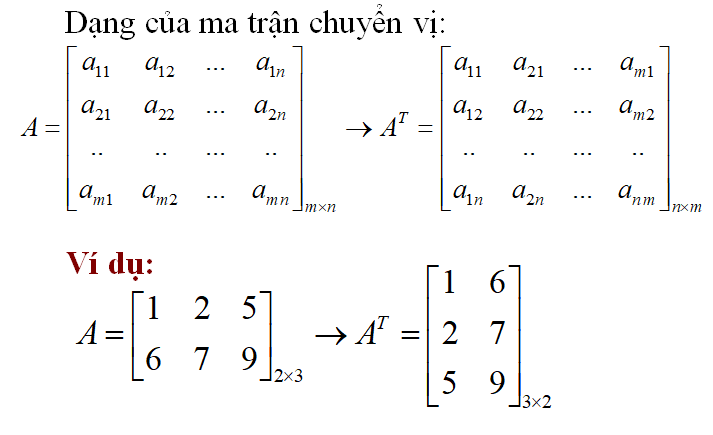 Dạng của ma trận chuyển vị:
a₁₁ a₁₂ ... a₁ₙ a₁₁ a₂₁ ... aₘ₁
a₂₁ a₂₂ ... a₂ₙ a₁₂ a₂₂ ... aₘ₂
A = → Aᵀ =
.. .. ... .. .. .. ... ..
aₘ₁ aₘ₂ ... aₘₙ m×n a₁ₙ a₂ₙ ... aₙₘ n×m
Ví dụ:
1 2 5 1 6
A = → Aᵀ = 2 7
6 7 9 2×3 5 9 3×2